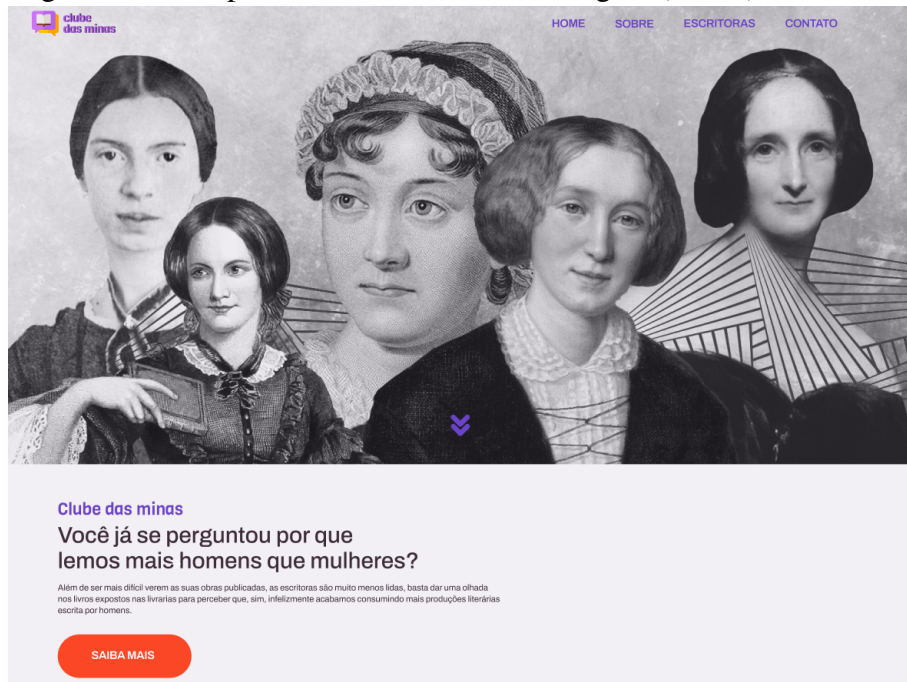 clube
das minas
HOME SOBRE ESCRITORAS CONTATO
Clube das minas
Você já se perguntou por que
lemos mais homens que mulheres?
Além de ser mais difícil verem as suas obras publicadas, as escritoras são muito menos lidas, basta dar uma olhada
nos livros expostos nas livrarias para perceber que, sim, infelizmente acabamos consumindo mais produções literárias
escrita por homens.
SAIBA MAIS